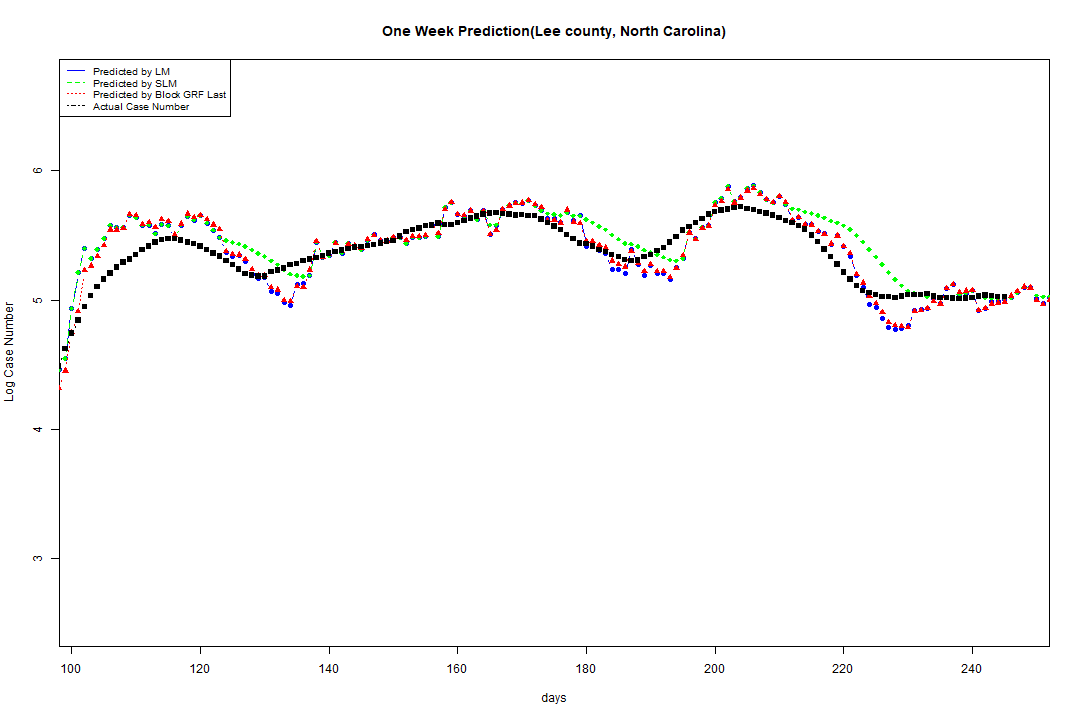 One Week Prediction(Lee county, North Carolina)
Predicted by LM
Predicted by SLM
Predicted by Block GRF Last
Actual Case Number
6
5
4
3
Log Case Number
100 120 140 160 180 200 220 240
days